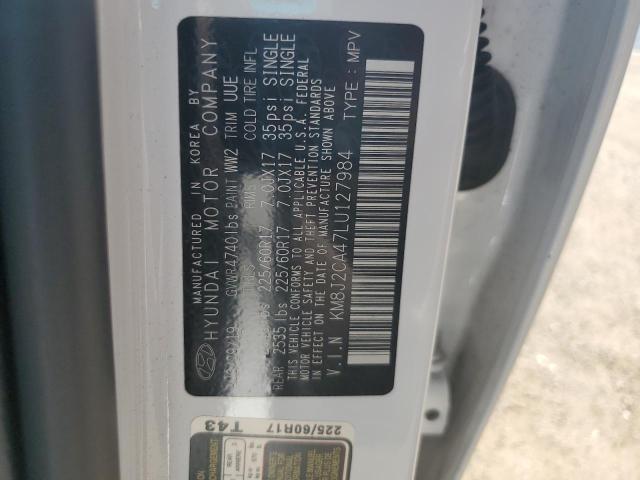 MANUFACTURED IN KOREA BY
HYUNDAI MOTOR COMPANY
GVWR4740lbs PAINT WW2 TRIM UUE
TIRES RIMS COLD TIRE INFL
lbs 225/60R17 7.0JX17 35psi SINGLE
REAR 2535lbs 225/60R17 7.0JX17 35psi SINGLE
THIS VEHICLE CONFORMS TO ALL APPLICABLE U.S.A. FEDERAL
MOTOR VEHICLE SAFETY AND THEFT PREVENTION STANDARDS
IN EFFECT ON THE DATE OF MANUFACTURE SHOWN ABOVE
V.I.N KM8J2CA47LU127984 TYPE : MPV
T43
225/60R17